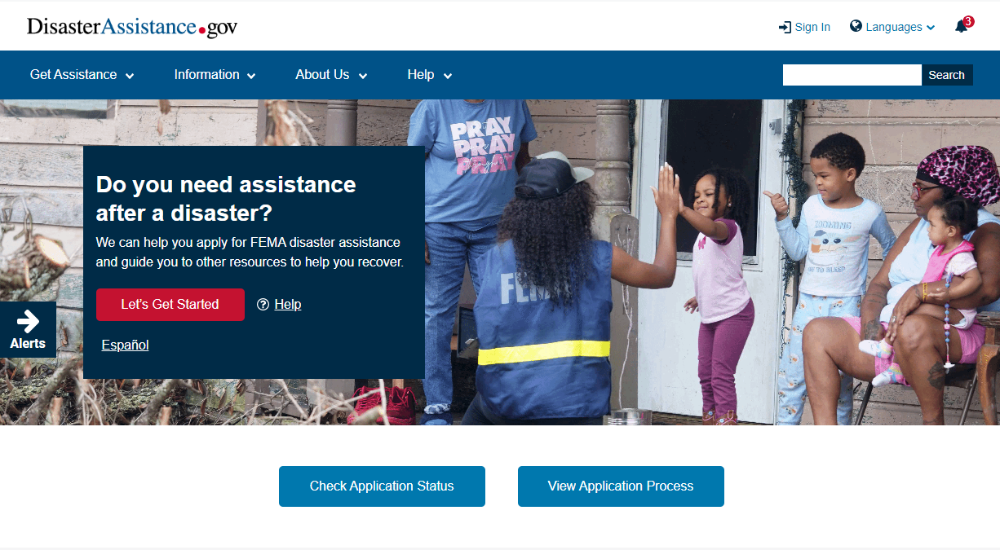 DisasterAssistance.gov
Sign In
Languages
3
Get Assistance
Information
About Us
Help
Search
PRAY
PRAY
through it
PRAY
Do you need assistance
after a disaster?
We can help you apply for FEMA disaster assistance
and guide you to other resources to help you recover.
Let's Get Started
Help
Español
Alerts
FEMA
ZOOMING
TO SLEEP
Check Application Status
View Application Process